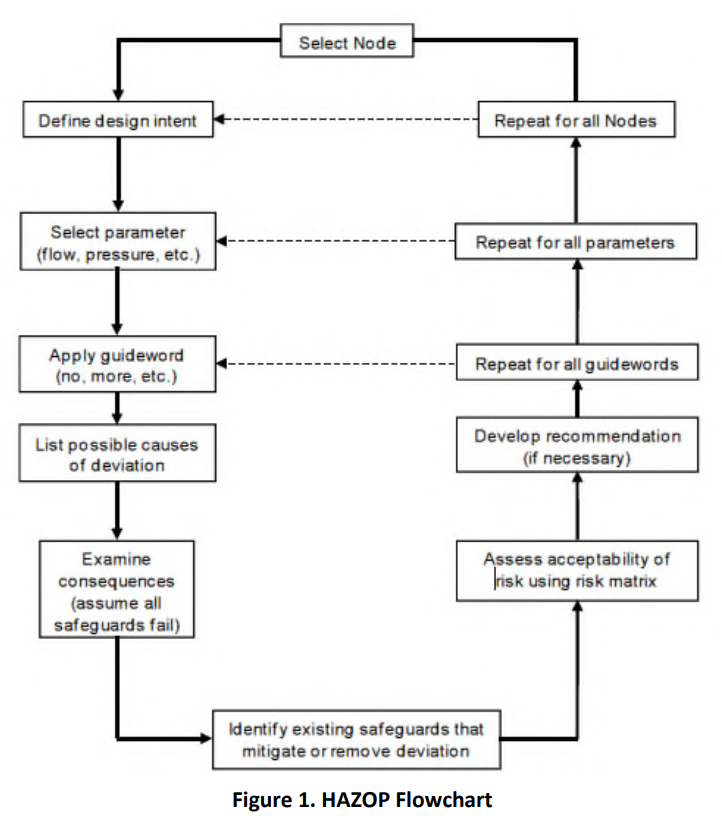 Select Node
Define design intent
Repeat for all Nodes
Select parameter
(flow, pressure, etc.)
Repeat for all parameters
Apply guideword
(no, more, etc.)
Repeat for all guidewords
List possible causes
of deviation
Develop recommendation
(if necessary)
Examine
consequences
(assume all
safeguards fail)
Assess acceptability of
risk using risk matrix
Identify existing safeguards that
mitigate or remove deviation
Figure 1. HAZOP Flowchart